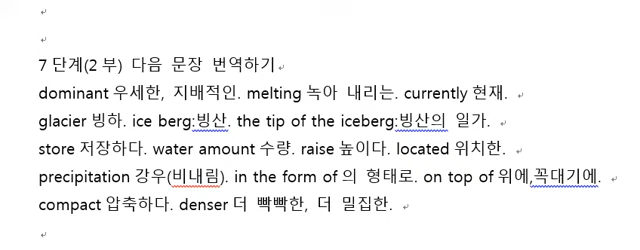 7 단계(2 부) 다음 문장 번역하기
dominant 우세한, 지배적인. melting 녹아 내리는. currently 현재.
glacier 빙하. ice berg:빙산. the tip of the iceberg:빙산의 일가.
store 저장하다. water amount 수량. raise 높이다. located 위치한.
precipitation 강우(비내림). in the form of 의 형태로. on top of 위에,꼭대기에.
compact 압축하다. denser 더 빡빡한, 더 밀집한.